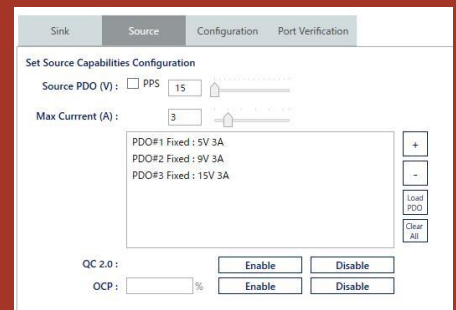 Sink Source Configuration Port Verification
Set Source Capabilities Configuration
Source PDO (V) : PPS 15
Max Currrent (A) : 3
PDO#1 Fixed : 5V 3A +
PDO#2 Fixed : 9V 3A
PDO#3 Fixed : 15V 3A -
Load
PDO
Clear
All
QC 2.0 : Enable Disable
OCP : % Enable Disable